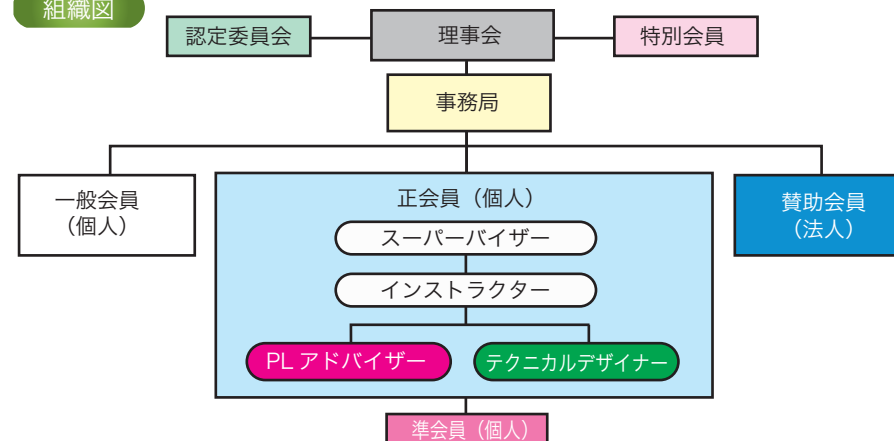 組織図
認定委員会
理事会
特別会員
事務局
一般会員
（個人）
正会員（個人）
スーパーバイザー
インストラクター
PLアドバイザー
テクニカルデザイナー
賛助会員
（法人）
準会員（個人）